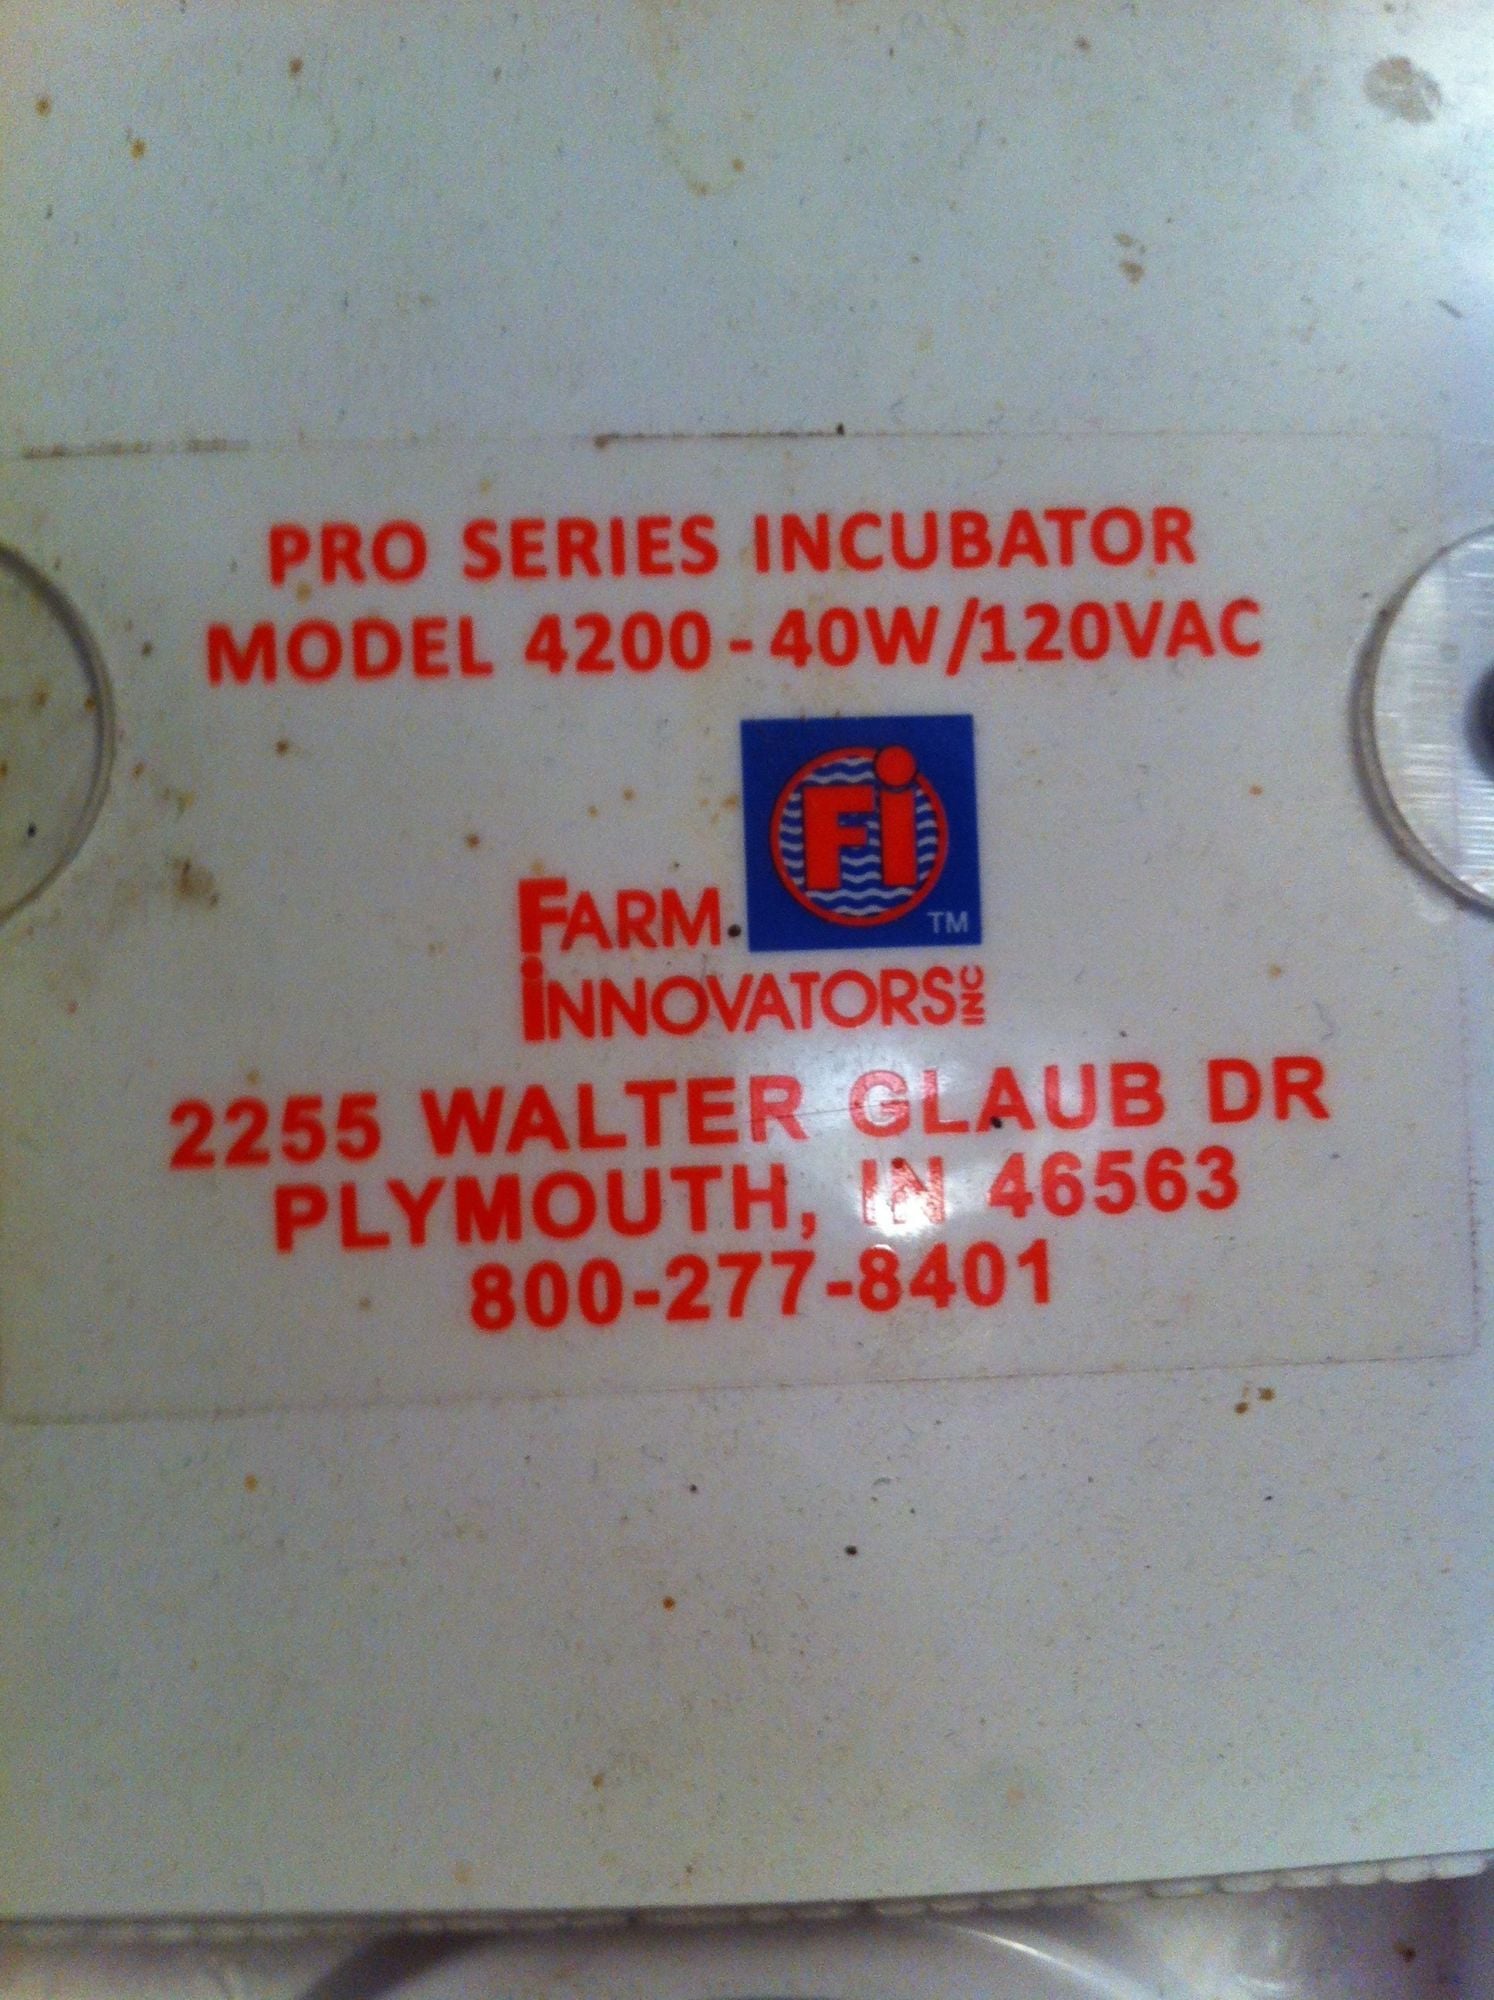 PRO SERIES INCUBATOR
MODEL 4200 - 40W/120VAC
Fi
TM
FARM
INNOVATORS INC
2255 WALTER GLAUB DR
PLYMOUTH, IN 46563
800-277-8401